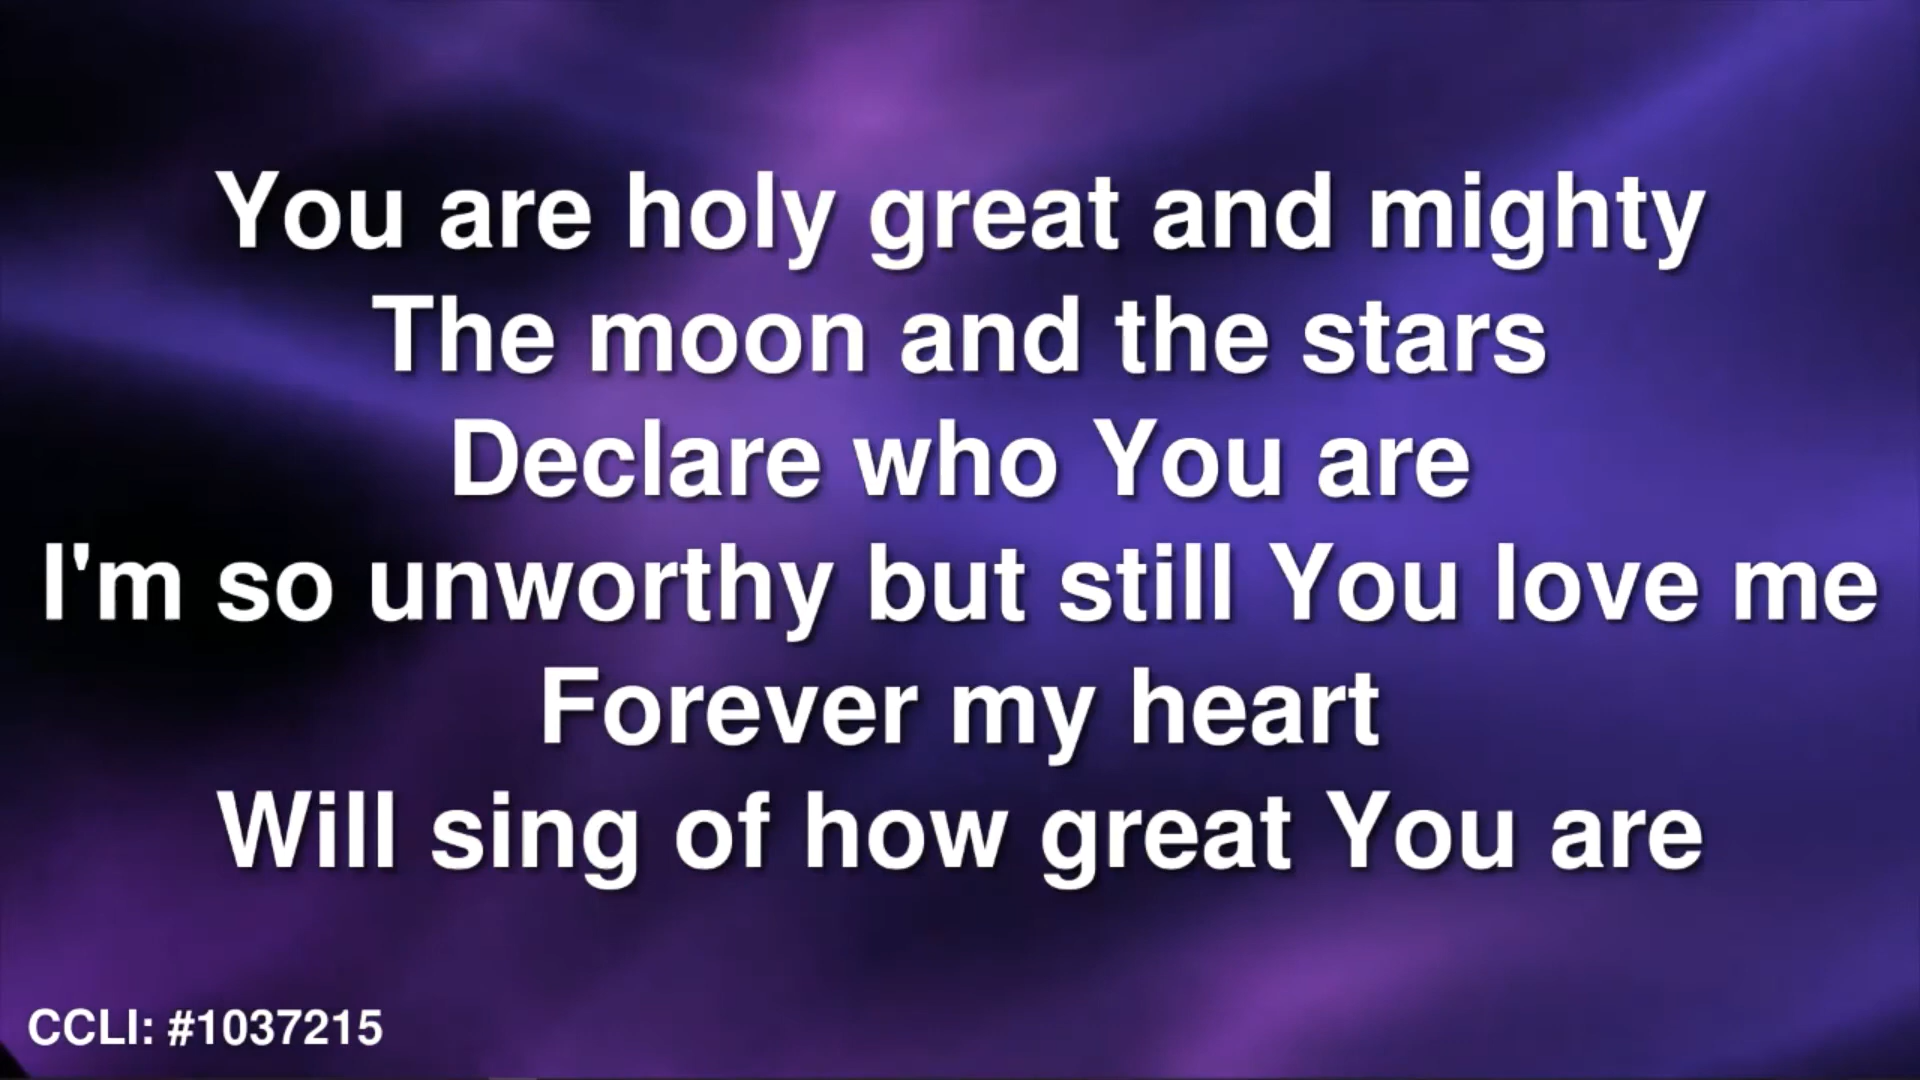 You are holy great and mighty
The moon and the stars
Declare who You are
I'm so unworthy but still You love me
Forever my heart
Will sing of how great You are
CCLI: #1037215